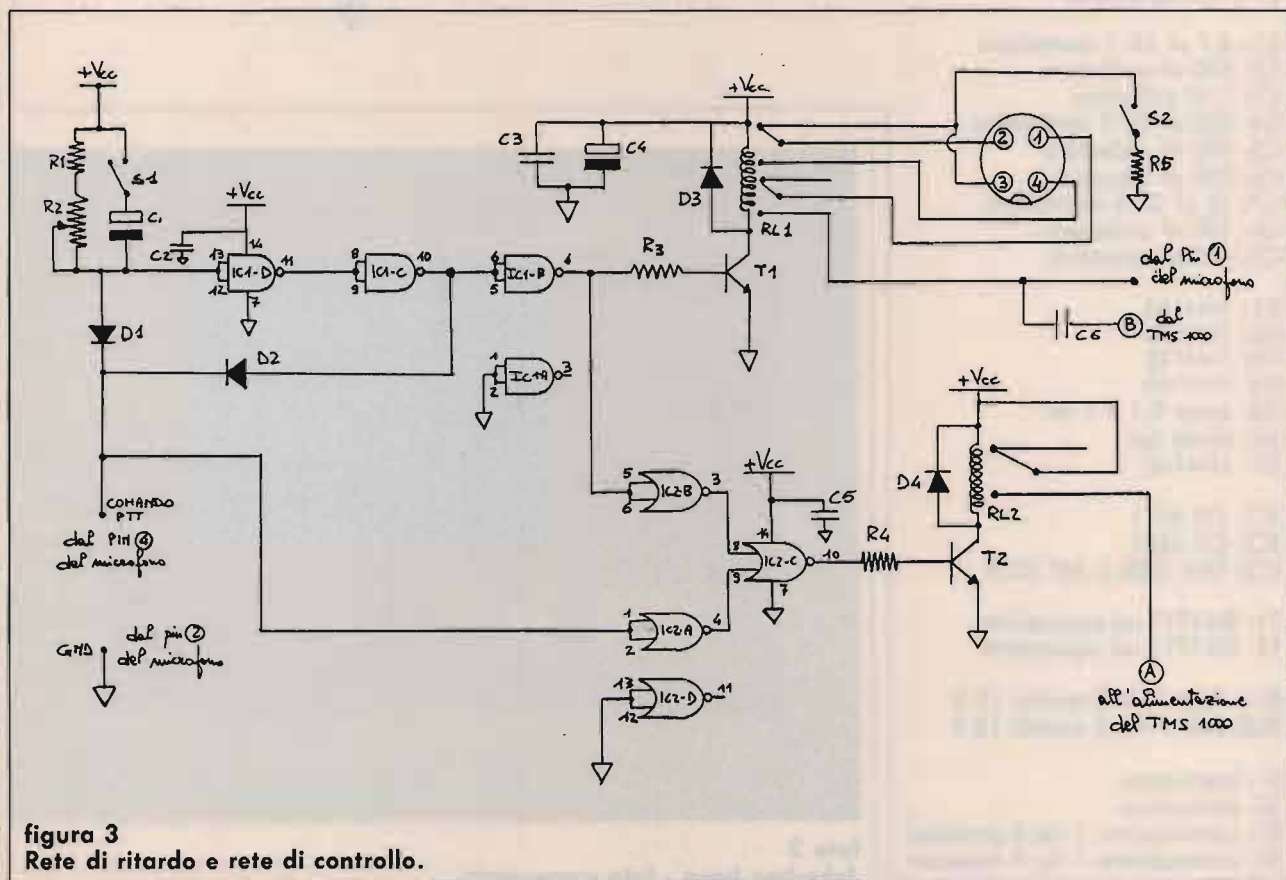 +Vcc
R1
S1
R2
C1
+Vcc
C2
14
13
12
IC1-D
11
7
8
9
IC1-C
10
6
5
IC1-B
4
C3
C4
+Vcc
D3
RL1
R3
T1
2
1
3
4
S2
R5
dal Pin 1
del microfono
C6
B
dal
TMS 1000
D1
D2
1
2
IC1A
3
COMANDO
PTT
dal PIN 4
del microfono
GND
dal pin 2
del microfono
5
6
IC2B
3
+Vcc
C5
14
8
9
IC2-C
10
7
R4
+Vcc
D4
RL2
T2
1
2
IC2A
4
13
12
IC2-D
11
A
all'alimentazione
del TMS 1000
figura 3
Rete di ritardo e rete di controllo.